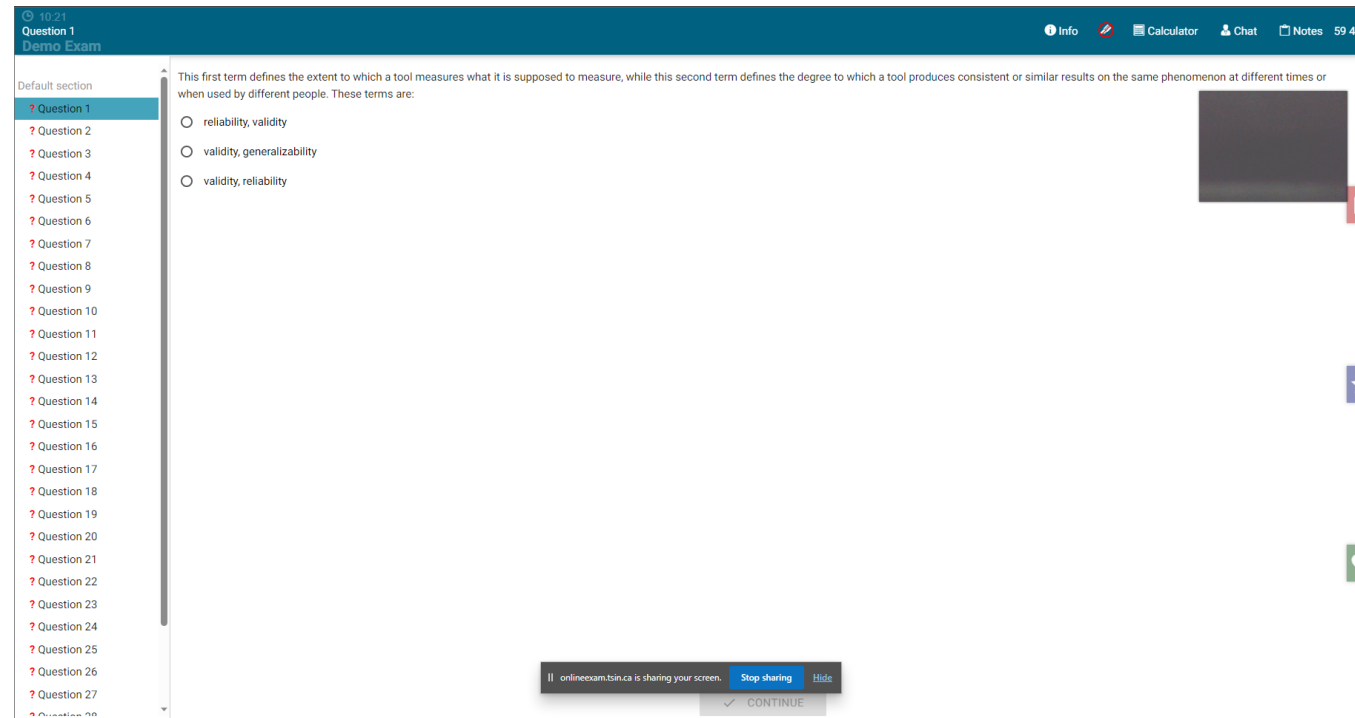 10:21
Question 1
Demo Exam
Info
Calculator
Chat
Notes
59 4
Default section
? Question 1
? Question 2
? Question 3
? Question 4
? Question 5
? Question 6
? Question 7
? Question 8
? Question 9
? Question 10
? Question 11
? Question 12
? Question 13
? Question 14
? Question 15
? Question 16
? Question 17
? Question 18
? Question 19
? Question 20
? Question 21
? Question 22
? Question 23
? Question 24
? Question 25
? Question 26
? Question 27
? Question 28
This first term defines the extent to which a tool measures what it is supposed to measure, while this second term defines the degree to which a tool produces consistent or similar results on the same phenomenon at different times or
when used by different people. These terms are:
reliability, validity
validity, generalizability
validity, reliability
onlineexam.tsin.ca is sharing your screen.
Stop sharing
Hide
CONTINUE